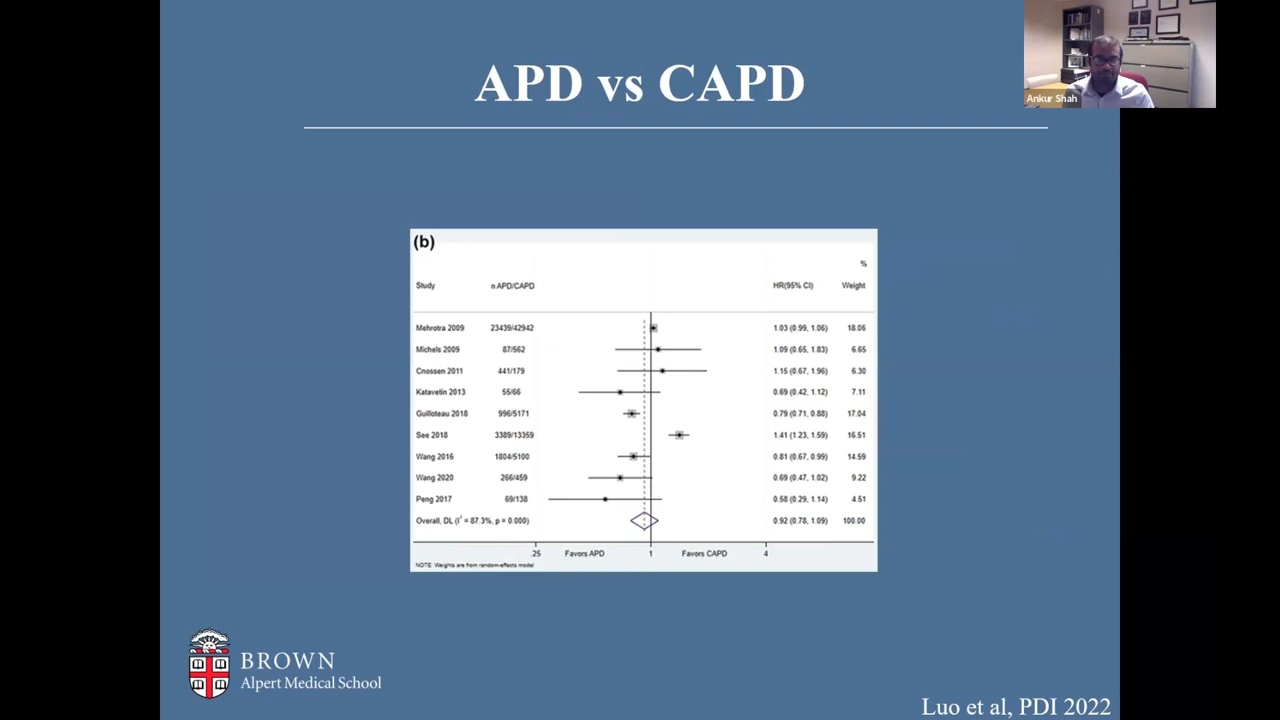 APD vs CAPD
Ankur Shah
(b)
%
Study n APD/CAPD HR(95% CI) Weight
Mehrotra 2009 23439/42942 1.03 (0.99, 1.06) 18.06
Michels 2009 87/562 1.09 (0.65, 1.83) 6.65
Cnossen 2011 441/179 1.15 (0.67, 1.96) 6.30
Katavetin 2013 55/66 0.69 (0.42, 1.12) 7.11
Guilloteau 2018 996/5171 0.79 (0.71, 0.88) 17.04
See 2018 3389/13359 1.41 (1.23, 1.59) 16.51
Wang 2016 1804/5100 0.81 (0.67, 0.99) 14.59
Wang 2020 266/459 0.69 (0.47, 1.02) 9.22
Peng 2017 69/138 0.58 (0.29, 1.14) 4.51
Overall, DL (I² = 87.3%, p = 0.000) 0.92 (0.78, 1.09) 100.00
.25 Favors APD 1 Favors CAPD 4
NOTE: Weights are from random-effects model
BROWN
Alpert Medical School
Luo et al, PDI 2022